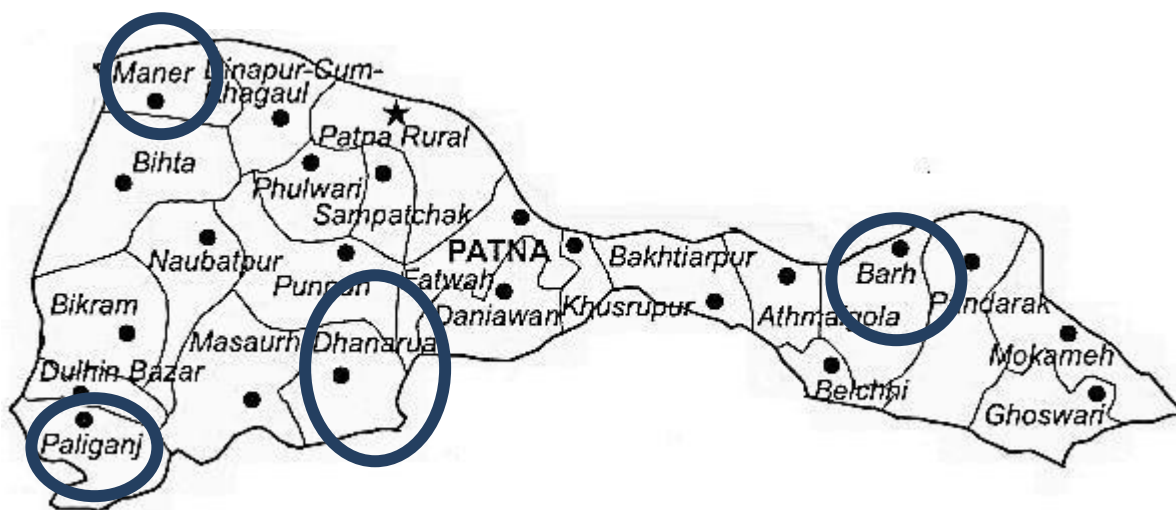 Maner
Dinapur-Cum-
Khagaul
Patna Rural
Bihta
Phulwari
Sampatchak
Naubatpur
PATNA
Bakhtiarpur
Barh
Punpun
Fatwah
Bikram
Daniawan
Khusrupur
Athmalgola
Pandarak
Masaurhi
Dhanarua
Mokameh
Dulhin Bazar
Belchhi
Ghoswari
Paliganj